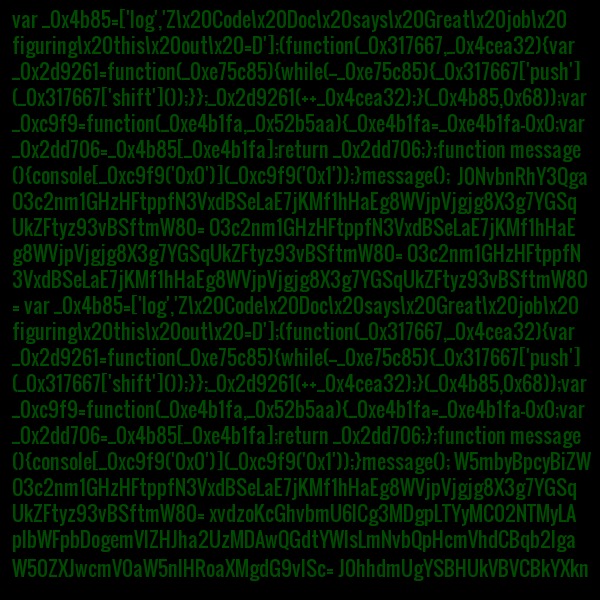 var _0x4b85=['log','Z\x20Code\x20Doc\x20says\x20Great\x20job\x20
figuring\x20this\x20out\x20=D'];(function(_0x317667,_0x4cea32){var
_0x2d9261=function(_0xe75c85){while(--_0xe75c85){_0x317667['push']
(_0x317667['shift']());}};_0x2d9261(++_0x4cea32);}(_0x4b85,0x68));var
_0xc9f9=function(_0xe4b1fa,_0x52b5aa){_0xe4b1fa=_0xe4b1fa-0x0;var
_0x2dd706=_0x4b85[_0xe4b1fa];return _0x2dd706;};function message
(){console[_0xc9f9('0x0')](_0xc9f9('0x1'));}message(); J0NvbnRhY3Qga
O3c2nm1GHzHFtppfN3VxdBSeLaE7jKMf1hHaEg8WVjpVjgjg8X3g7YGSq
UkZFtyz93vBSftmW80= O3c2nm1GHzHFtppfN3VxdBSeLaE7jKMf1hHaE
g8WVjpVjgjg8X3g7YGSqUkZFtyz93vBSftmW80= O3c2nm1GHzHFtppfN
3VxdBSeLaE7jKMf1hHaEg8WVjpVjgjg8X3g7YGSqUkZFtyz93vBSftmW80
= var _0x4b85=['log','Z\x20Code\x20Doc\x20says\x20Great\x20job\x20
figuring\x20this\x20out\x20=D'];(function(_0x317667,_0x4cea32){var
_0x2d9261=function(_0xe75c85){while(--_0xe75c85){_0x317667['push']
(_0x317667['shift']());}};_0x2d9261(++_0x4cea32);}(_0x4b85,0x68));var
_0xc9f9=function(_0xe4b1fa,_0x52b5aa){_0xe4b1fa=_0xe4b1fa-0x0;var
_0x2dd706=_0x4b85[_0xe4b1fa];return _0x2dd706;};function message
(){console[_0xc9f9('0x0')](_0xc9f9('0x1'));}message(); W5mbyBpcyBiZW
O3c2nm1GHzHFtppfN3VxdBSeLaE7jKMf1hHaEg8WVjpVjgjg8X3g7YGSq
UkZFtyz93vBSftmW80= xvdzoKcGhvbmU6ICg3MDgpLTYyMC02NTMyLA
pIbWFpbDogemVlZHJha2UzMDAwQGdtYWlsLmNvbQpHcmVhdCBqb2Iga
W50ZXJwcmV0aW5nIHRoaXMgdG9vISc= J0hhdmUgYSBHUkVBVCBkYXkn